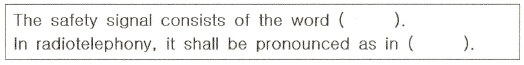 The safety signal consists of the word (      ).
In radiotelephony, it shall be pronounced as in (      ).